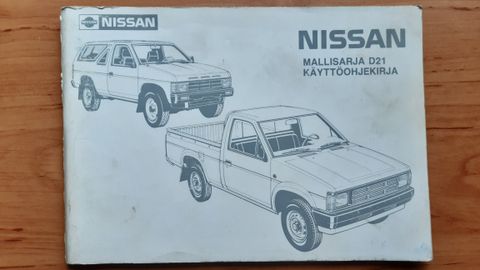 NISSAN
NISSAN
MALLISARJA D21
KÄYTTÖOHJEKIRJA